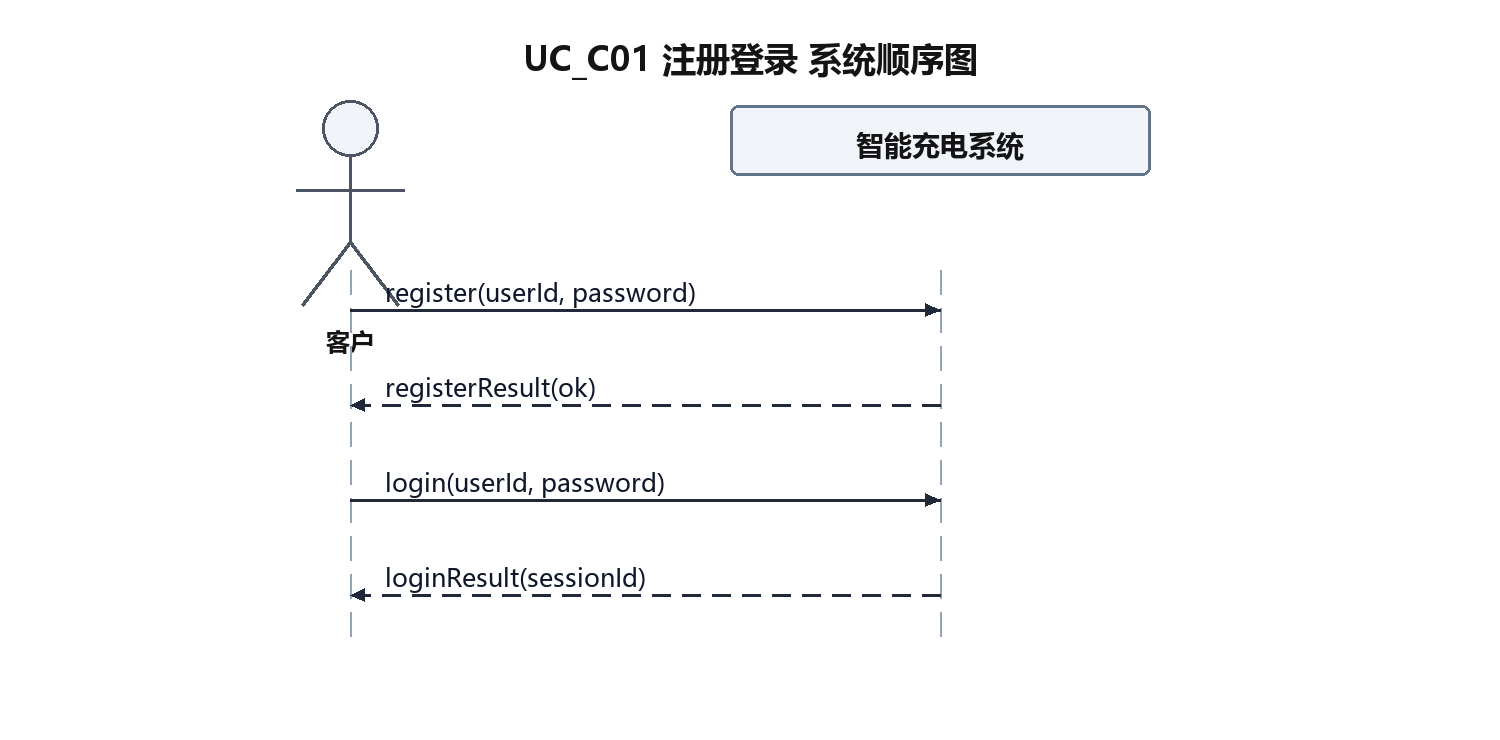 UC_C01 注册登录 系统顺序图
智能充电系统
register(userId, password)
客户
registerResult(ok)
login(userId, password)
loginResult(sessionId)